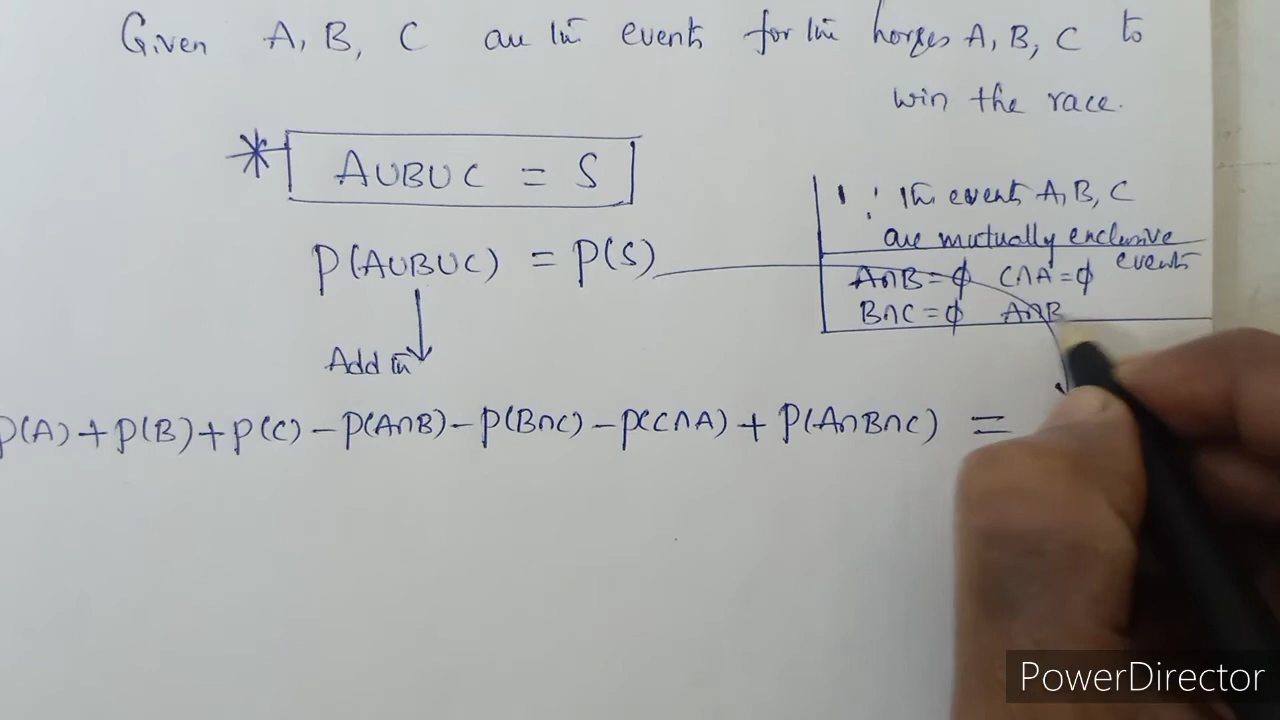 Given A, B, C are the events for the horses A, B, C to
win the race.
* A∪B∪C = S
P(A∪B∪C) = P(S)
∵ The events A, B, C
are mutually exclusive
events
A∩B = ϕ C∩A = ϕ
B∩C = ϕ A∩B
Add th
P(A) + P(B) + P(C) - P(A∩B) - P(B∩C) - P(C∩A) + P(A∩B∩C) =
PowerDirector